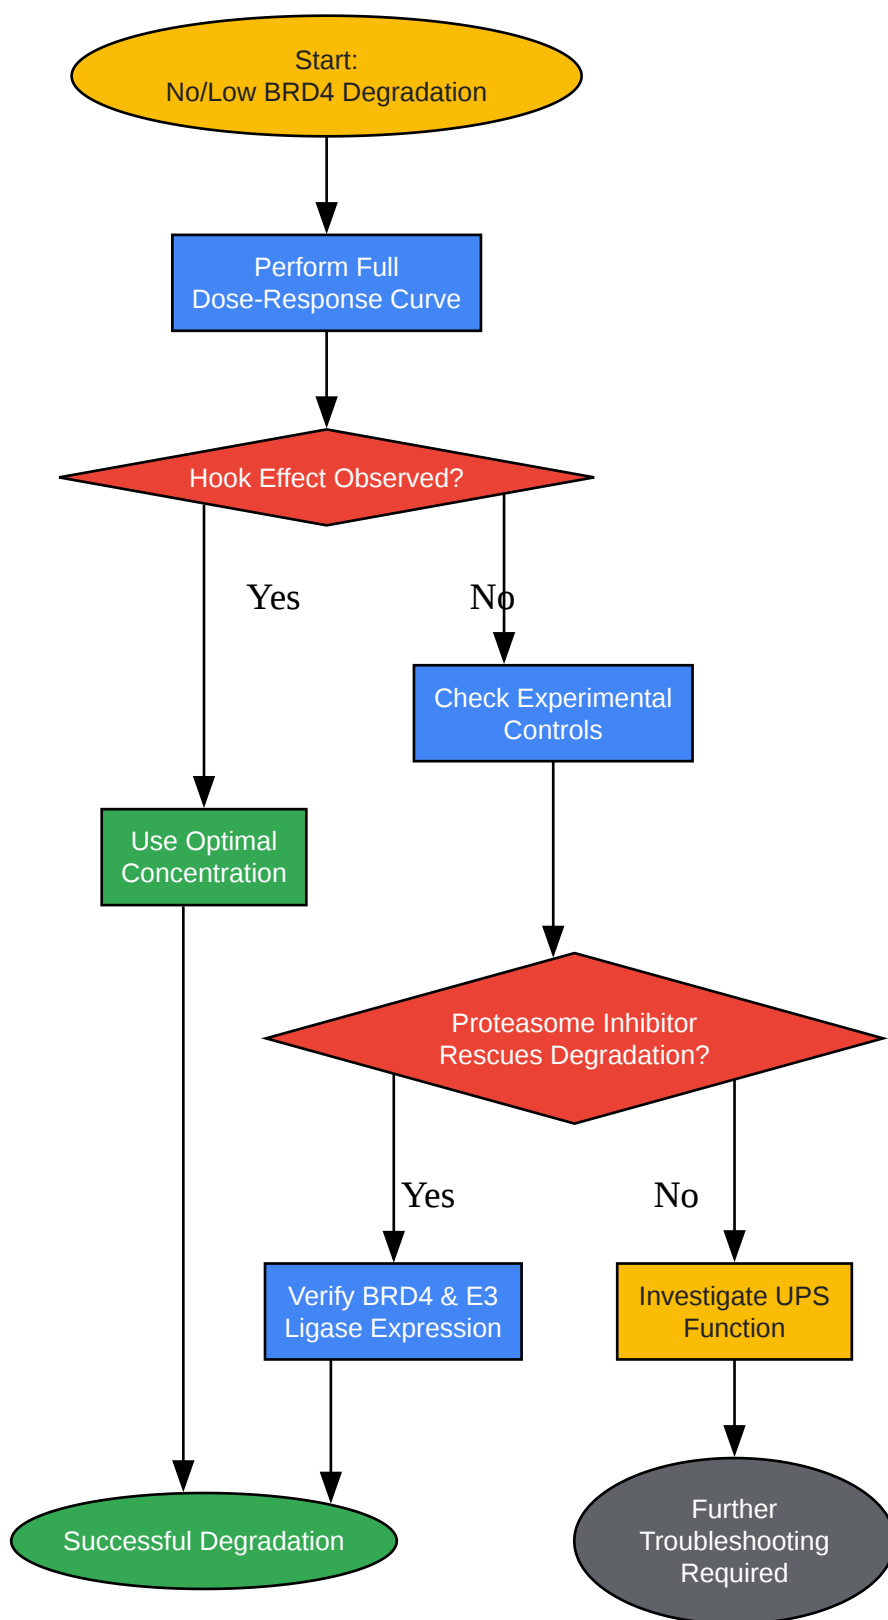 Start:
No/Low BRD4 Degradation
Perform Full
Dose-Response Curve
Hook Effect Observed?
Yes
No
Check Experimental
Controls
Use Optimal
Concentration
Proteasome Inhibitor
Rescues Degradation?
Yes
No
Verify BRD4 & E3
Ligase Expression
Investigate UPS
Function
Successful Degradation
Further
Troubleshooting
Required